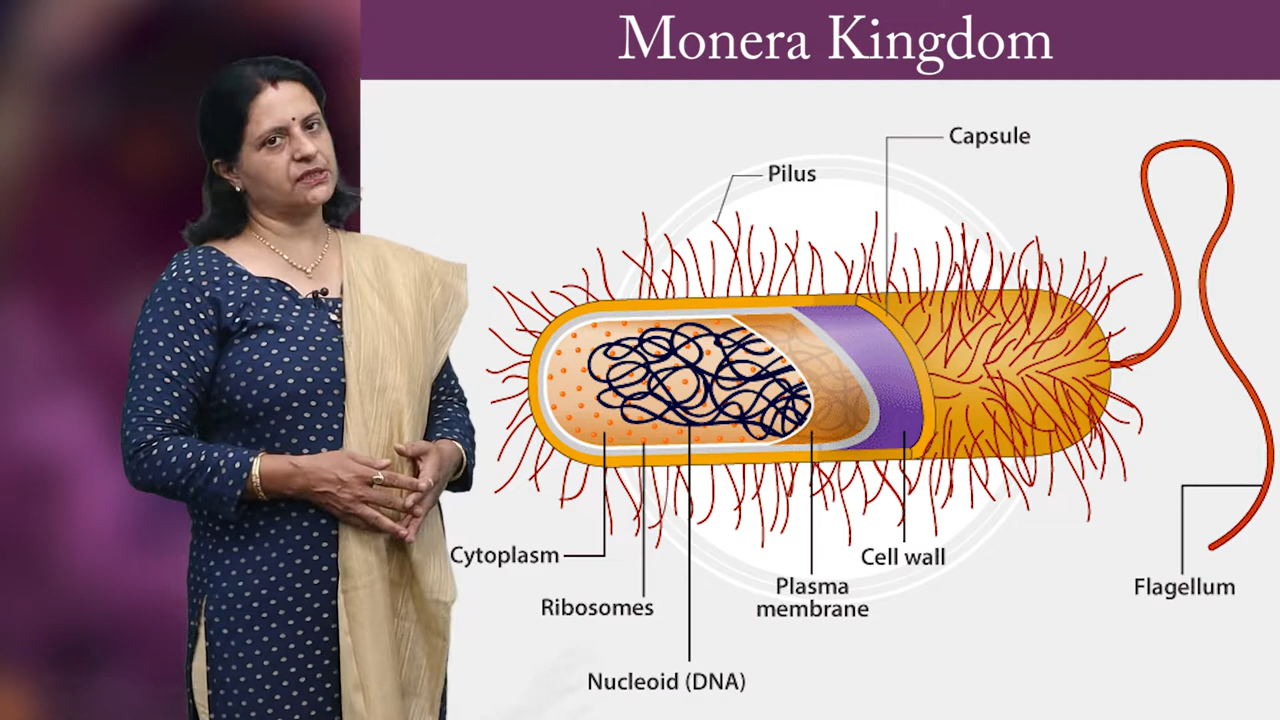 Monera Kingdom
Capsule
Pilus
Cytoplasm
Cell wall
Plasma
membrane
Flagellum
Ribosomes
Nucleoid (DNA)